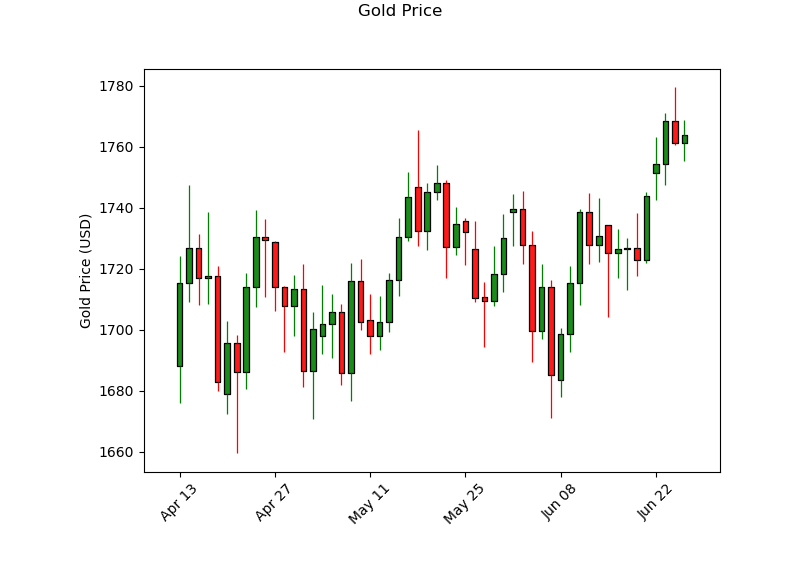 Gold Price
Gold Price (USD)
1780
1760
1740
1720
1700
1680
1660
Apr 13
Apr 27
May 11
May 25
Jun 08
Jun 22